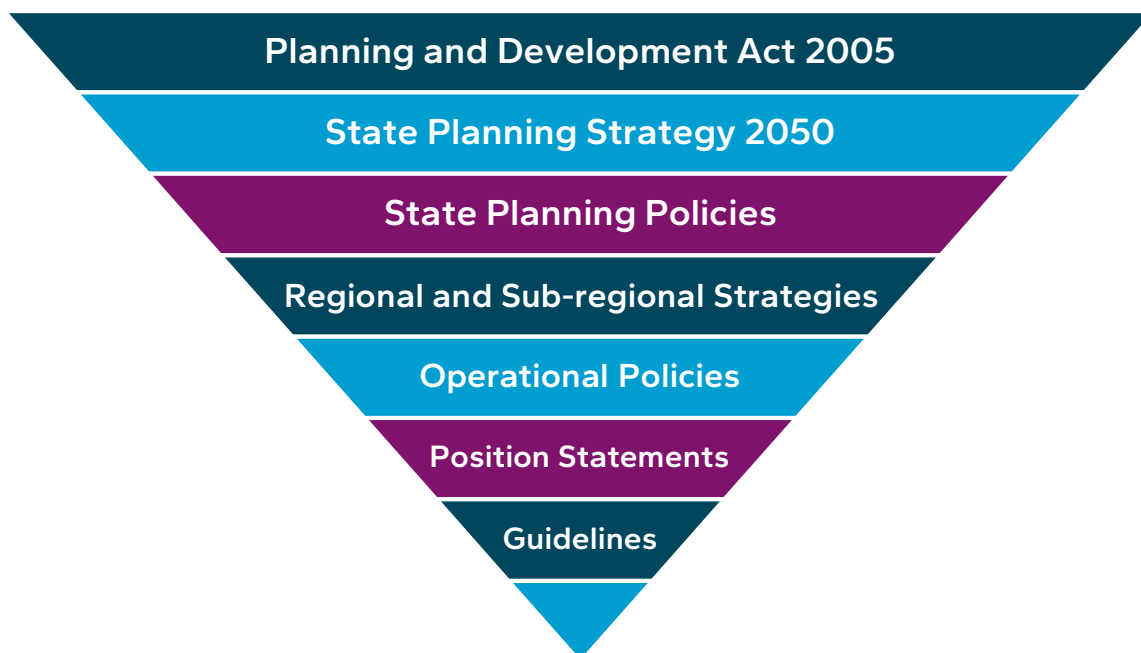 Planning and Development Act 2005
State Planning Strategy 2050
State Planning Policies
Regional and Sub-regional Strategies
Operational Policies
Position Statements
Guidelines